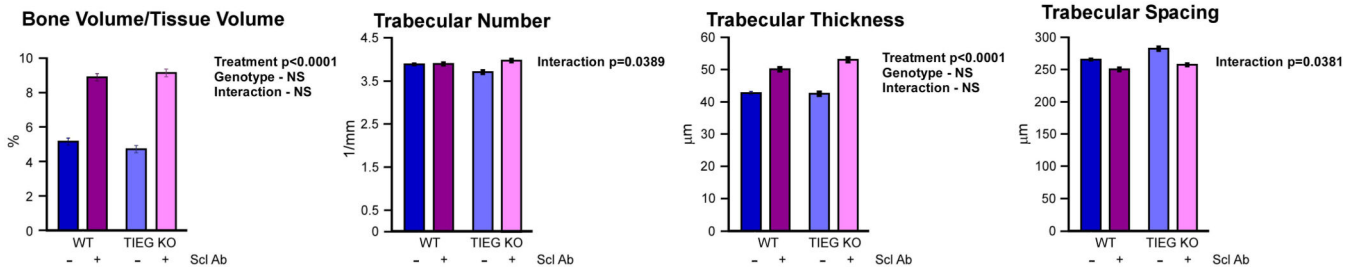 Bone Volume/Tissue Volume
10
8
6
4
2
0
%
Treatment p<0.0001
Genotype - NS
Interaction - NS
WT TIEG KO
- + - + Scl Ab
Trabecular Number
4.5
3.5
2.5
1.5
.5
1/mm
Interaction p=0.0389
WT TIEG KO
- + - + Scl Ab
Trabecular Thickness
60
50
40
30
20
10
0
µm
Treatment p<0.0001
Genotype - NS
Interaction - NS
WT TIEG KO
- + - + Scl Ab
Trabecular Spacing
300
250
200
150
100
50
0
µm
Interaction p=0.0381
WT TIEG KO
- + - + Scl Ab